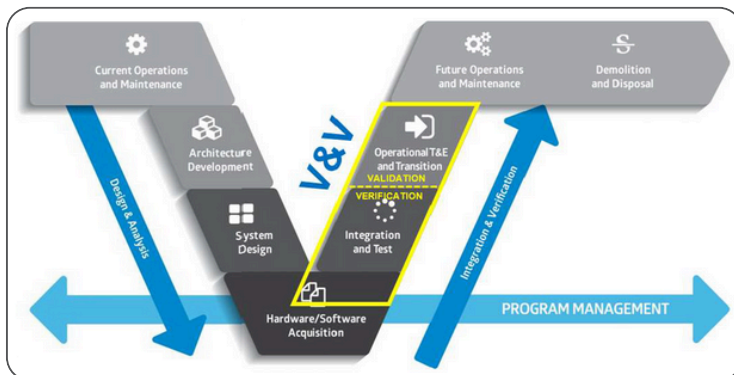 Current Operations
and Maintenance
Future Operations
and Maintenance
Demolition
and Disposal
Architecture
Development
V&V
Operational T&E
and Transition
VALIDATION
VERIFICATION
Design & Analysis
System
Design
Integration
and Test
Integration & Verification
Hardware/Software
Acquisition
PROGRAM MANAGEMENT